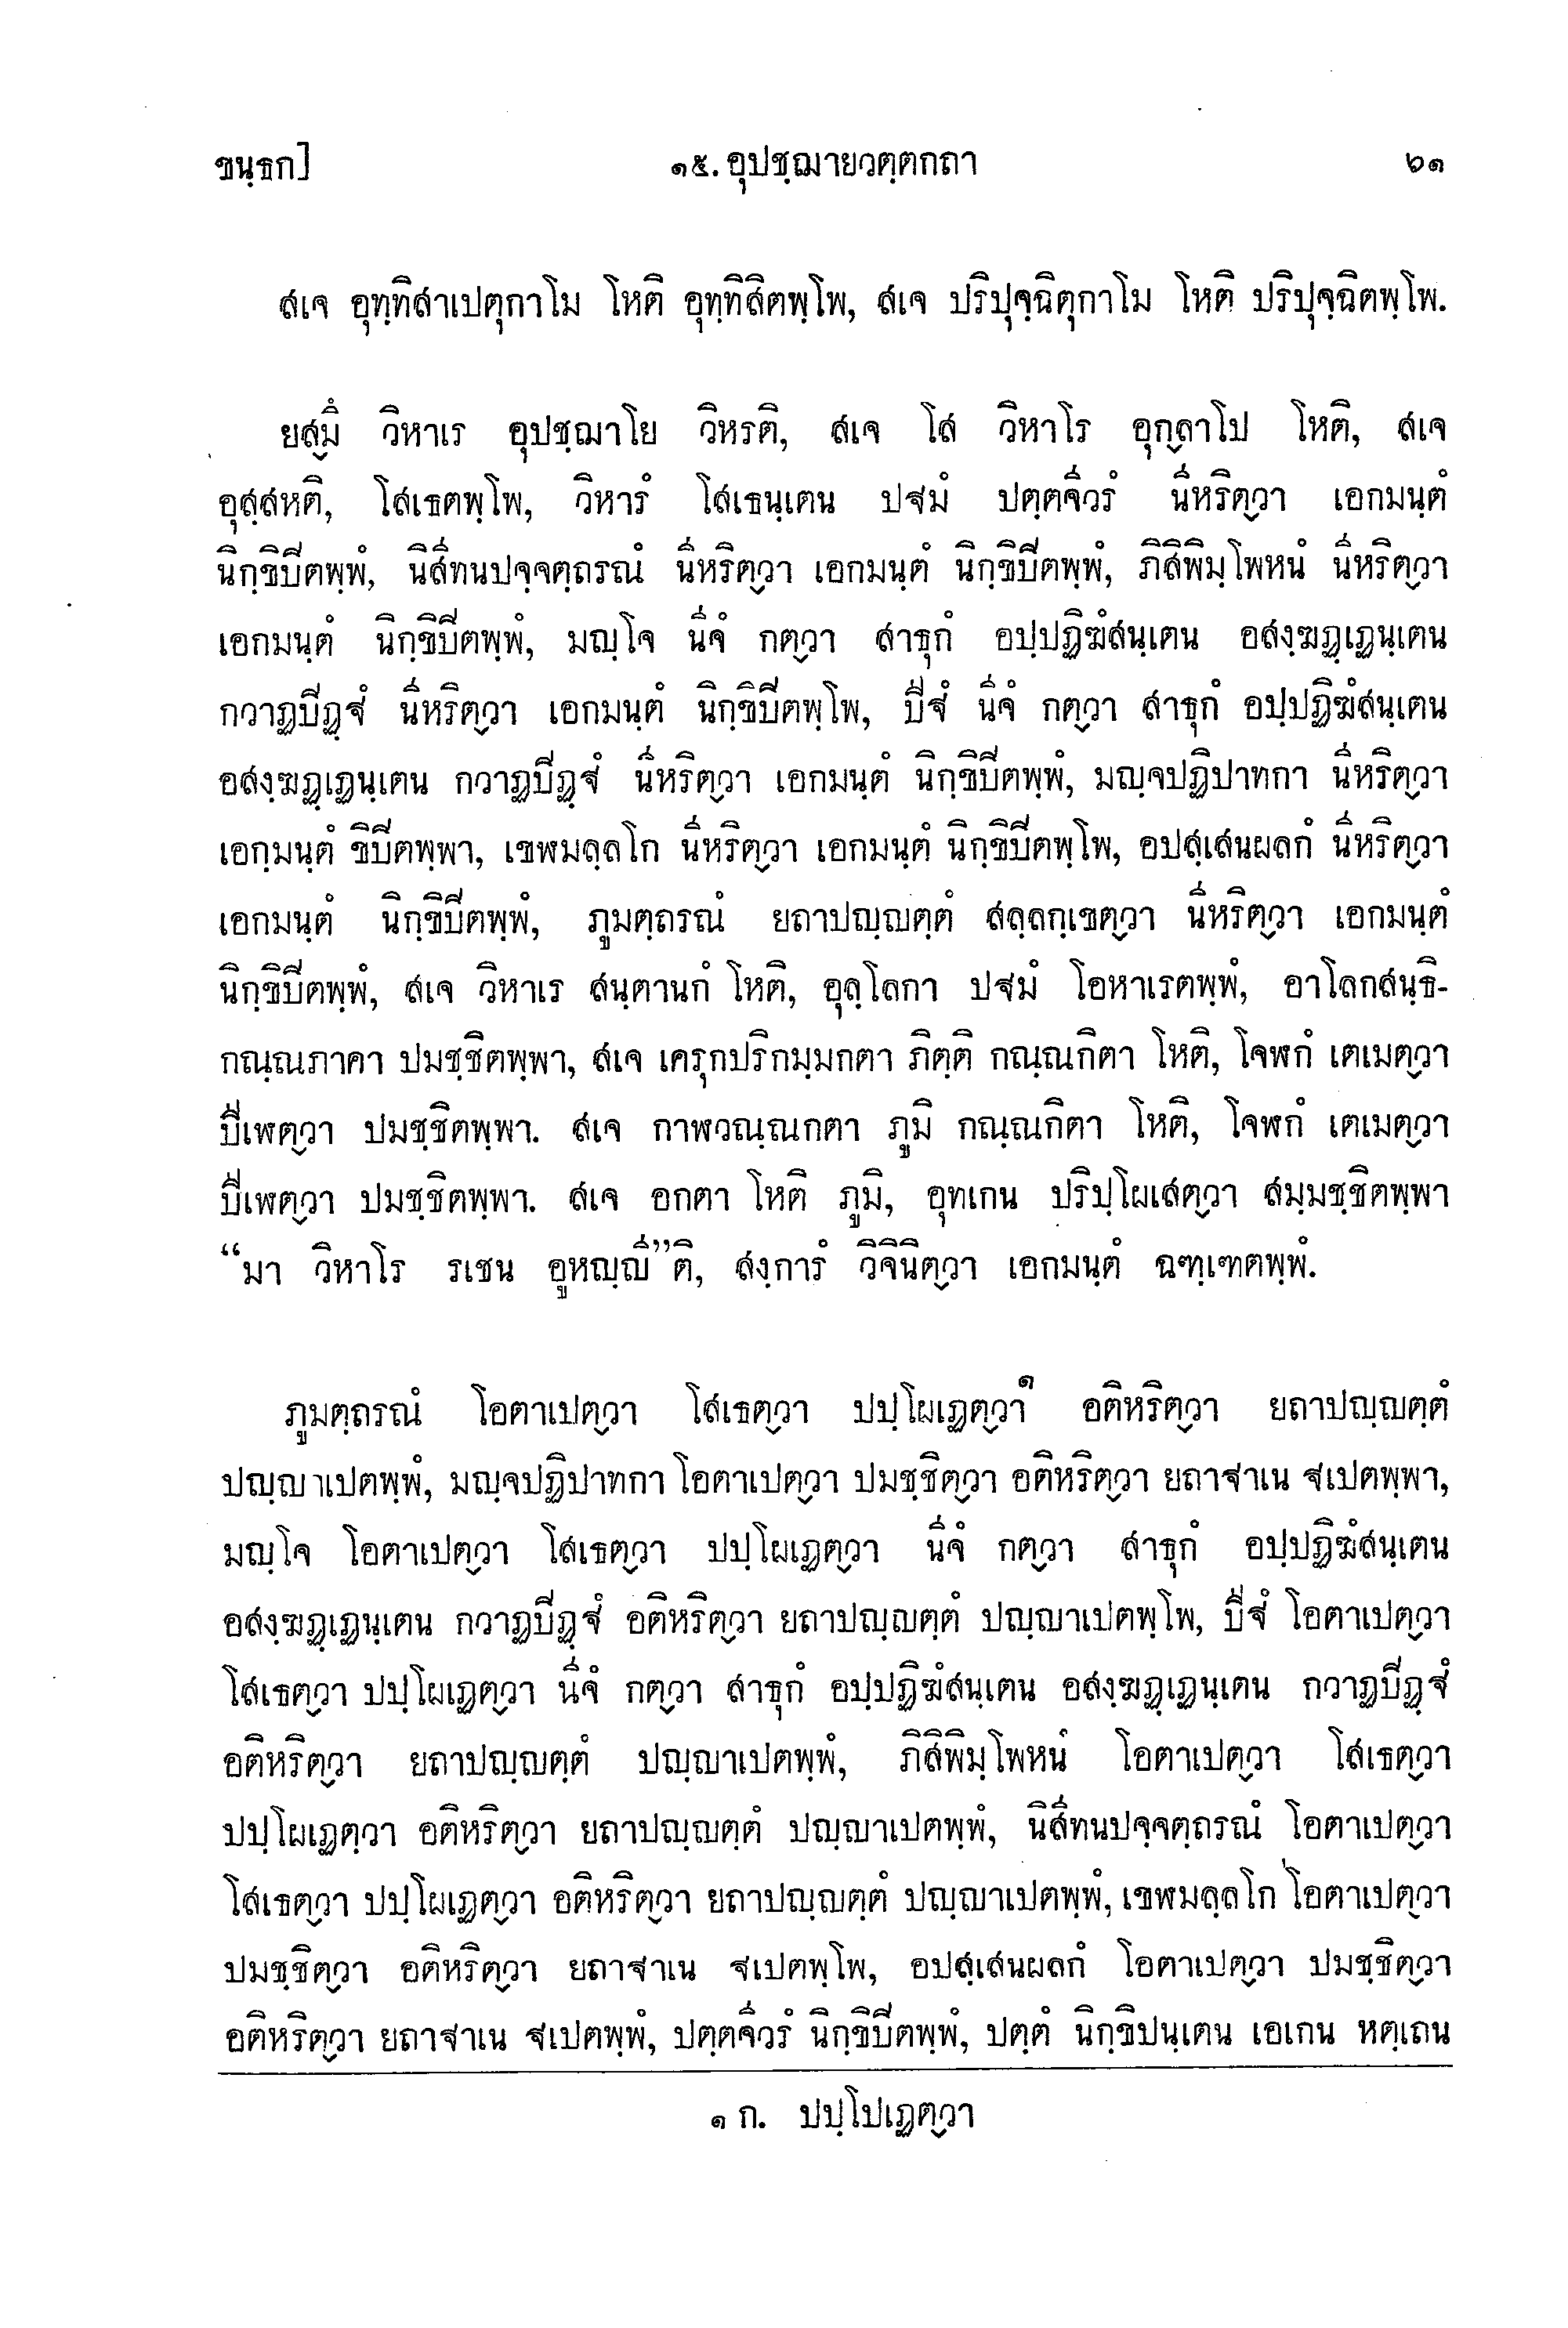 ขนฺธก]
๑๕. อุปชฺฌายวตฺตกถา
๖๑
สเจ อุทฺทิสาเปตุกาโม โหติ อุทฺทิสิตพฺโพ, สเจ ปริปุจฺฉิตุกาโม โหติ ปริปุจฺฉิตพฺโพ.
ยสฺมึ วิหาเร อุปชฺฌาโย วิหรติ, สเจ โส วิหาโร อุกฺลาโป โหติ, สเจ
อุสฺสหติ, โสเธตพฺโพ, วิหารํ โสเธนฺเตน ปฐมํ ปตฺตจีวรํ นีหริตฺวา เอกมนฺตํ
นิกฺขิปิตพฺพํ, นิสีทนปจฺจตฺถรณํ นีหริตฺวา เอกมนฺตํ นิกฺขิปิตพฺพํ, ภิสิพิมฺโพหนํ นีหริตฺวา
เอกมนฺตํ นิกฺขิปิตพฺพํ, มญฺโจ นีจํ กตฺวา สาธุกํ อปฺปฏิฆํสนฺเตน อสงฺฆฏฺเฏนฺเตน
กวาฏปิฏฺฐํ นีหริตฺวา เอกมนฺตํ นิกฺขิปิตพฺโพ, ปีฐํ นีจํ กตฺวา สาธุกํ อปฺปฏิฆํสนฺเตน
อสงฺฆฏฺเฏนฺเตน กวาฏปิฏฺฐํ นีหริตฺวา เอกมนฺตํ นิกฺขิปิตพฺพํ, มญฺจปฏิปาทกา นีหริตฺวา
เอกฺมนฺตํ ขิปิตพฺพา, เขฬมลฺลโก นีหริตฺวา เอกมนฺตํ นิกฺขิปิตพฺโพ, อปสฺเสนผลกํ นีหริตฺวา
เอกมนฺตํ นิกฺขิปิตพฺพํ, ภูมตฺถรณํ ยถาปญฺญตฺตํ สลฺลกฺเขตฺวา นีหริตฺวา เอกมนฺตํ
นิกฺขิปิตพฺพํ, สเจ วิหาเร สนฺตานกํ โหติ, อุลฺโลกา ปฐมํ โอหาเรตพฺพํ, อาโลกสนฺธิ-
กณฺณภาคา ปมชฺชิตพฺพา, สเจ เครุกปริกมฺมกตา ภิตฺติ กณฺณกิตา โหติ, โจฬกํ เตเมตฺวา
ปีเฬตฺวา ปมชฺชิตพฺพา. สเจ กาฬวณฺณกตา ภูมิ กณฺณกิตา โหติ, โจฬกํ เตเมตฺวา
ปีเฬตฺวา ปมชฺชิตพฺพา. สเจ อกตา โหติ ภูมิ, อุทเกน ปริปฺโผเสตฺวา สมฺมชฺชิตพฺพา
“มา วิหาโร รเชน อูหญฺญี”ติ, สงฺการํ วิจินิตฺวา เอกมนฺตํ ฉฑฺเฑตพฺพํ.
ภูมตฺถรณํ โอตาเปตฺวา โสเธตฺวา ปปฺโผเฏตฺวา๑ อติหริตฺวา ยถาปญฺญตฺตํ
ปญฺญาเปตพฺพํ, มญฺจปฏิปาทกา โอตาเปตฺวา ปมชฺชิตฺวา อติหริตฺวา ยถาฐาเน ฐเปตพฺพา,
มญฺโจ โอตาเปตฺวา โสเธตฺวา ปปฺโผเฏตฺวา นีจํ กตฺวา สาธุกํ อปฺปฏิฆํสนฺเตน
อสงฺฆฏฺเฏนฺเตน กวาฏปิฏฺฐํ อติหริตฺวา ยถาปญฺญตฺตํ ปญฺญาเปตพฺโพ, ปีฐํ โอตาเปตฺวา
โสเธตฺวา ปปฺโผเฏตฺวา นีจํ กตฺวา สาธุกํ อปฺปฏิฆํสนฺเตน อสงฺฆฏฺเฏนฺเตน กวาฏปิฏฺฐํ
อติหริตฺวา ยถาปญฺญตฺตํ ปญฺญาเปตพฺพํ, ภิสิพิมฺโพหนํ โอตาเปตฺวา โสเธตฺวา
ปปฺโผเฏตฺวา อติหริตฺวา ยถาปญฺญตฺตํ ปญฺญาเปตพฺพํ, นิสีทนปจฺจตฺถรณํ โอตาเปตฺวา
โสเธตฺวา ปปฺโผเฏตฺวา อติหริตฺวา ยถาปญฺญตฺตํ ปญฺญาเปตพฺพํ, เขฬมลฺลโก โอตาเปตฺวา
ปมชฺชิตฺวา อติหริตฺวา ยถาฐาเน ฐเปตพฺโพ, อปสฺเสนผลกํ โอตาเปตฺวา ปมชฺชิตฺวา
อติหริตฺวา ยถาฐาเน ฐเปตพฺพํ, ปตฺตจีวรํ นิกฺขิปิตพฺพํ, ปตฺตํ นิกฺขิปนฺเตน เอเกน หตฺเถน
๑ ก. ปปฺโปเฏตฺวา